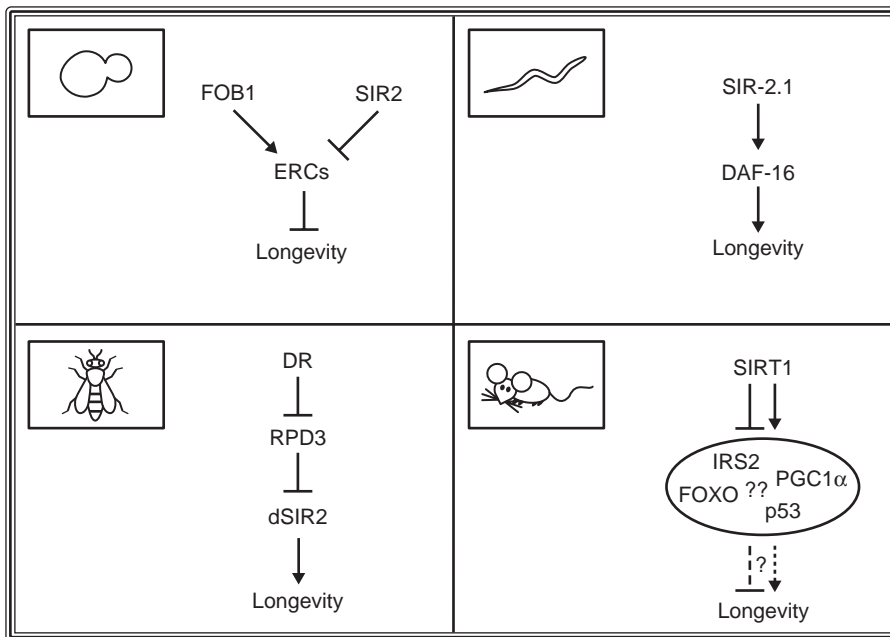 FOB1 SIR2
ERCs
Longevity
SIR-2.1
DAF-16
Longevity
DR
RPD3
dSIR2
Longevity
SIRT1
IRS2
FOXO ?? PGC1α
p53
?
Longevity